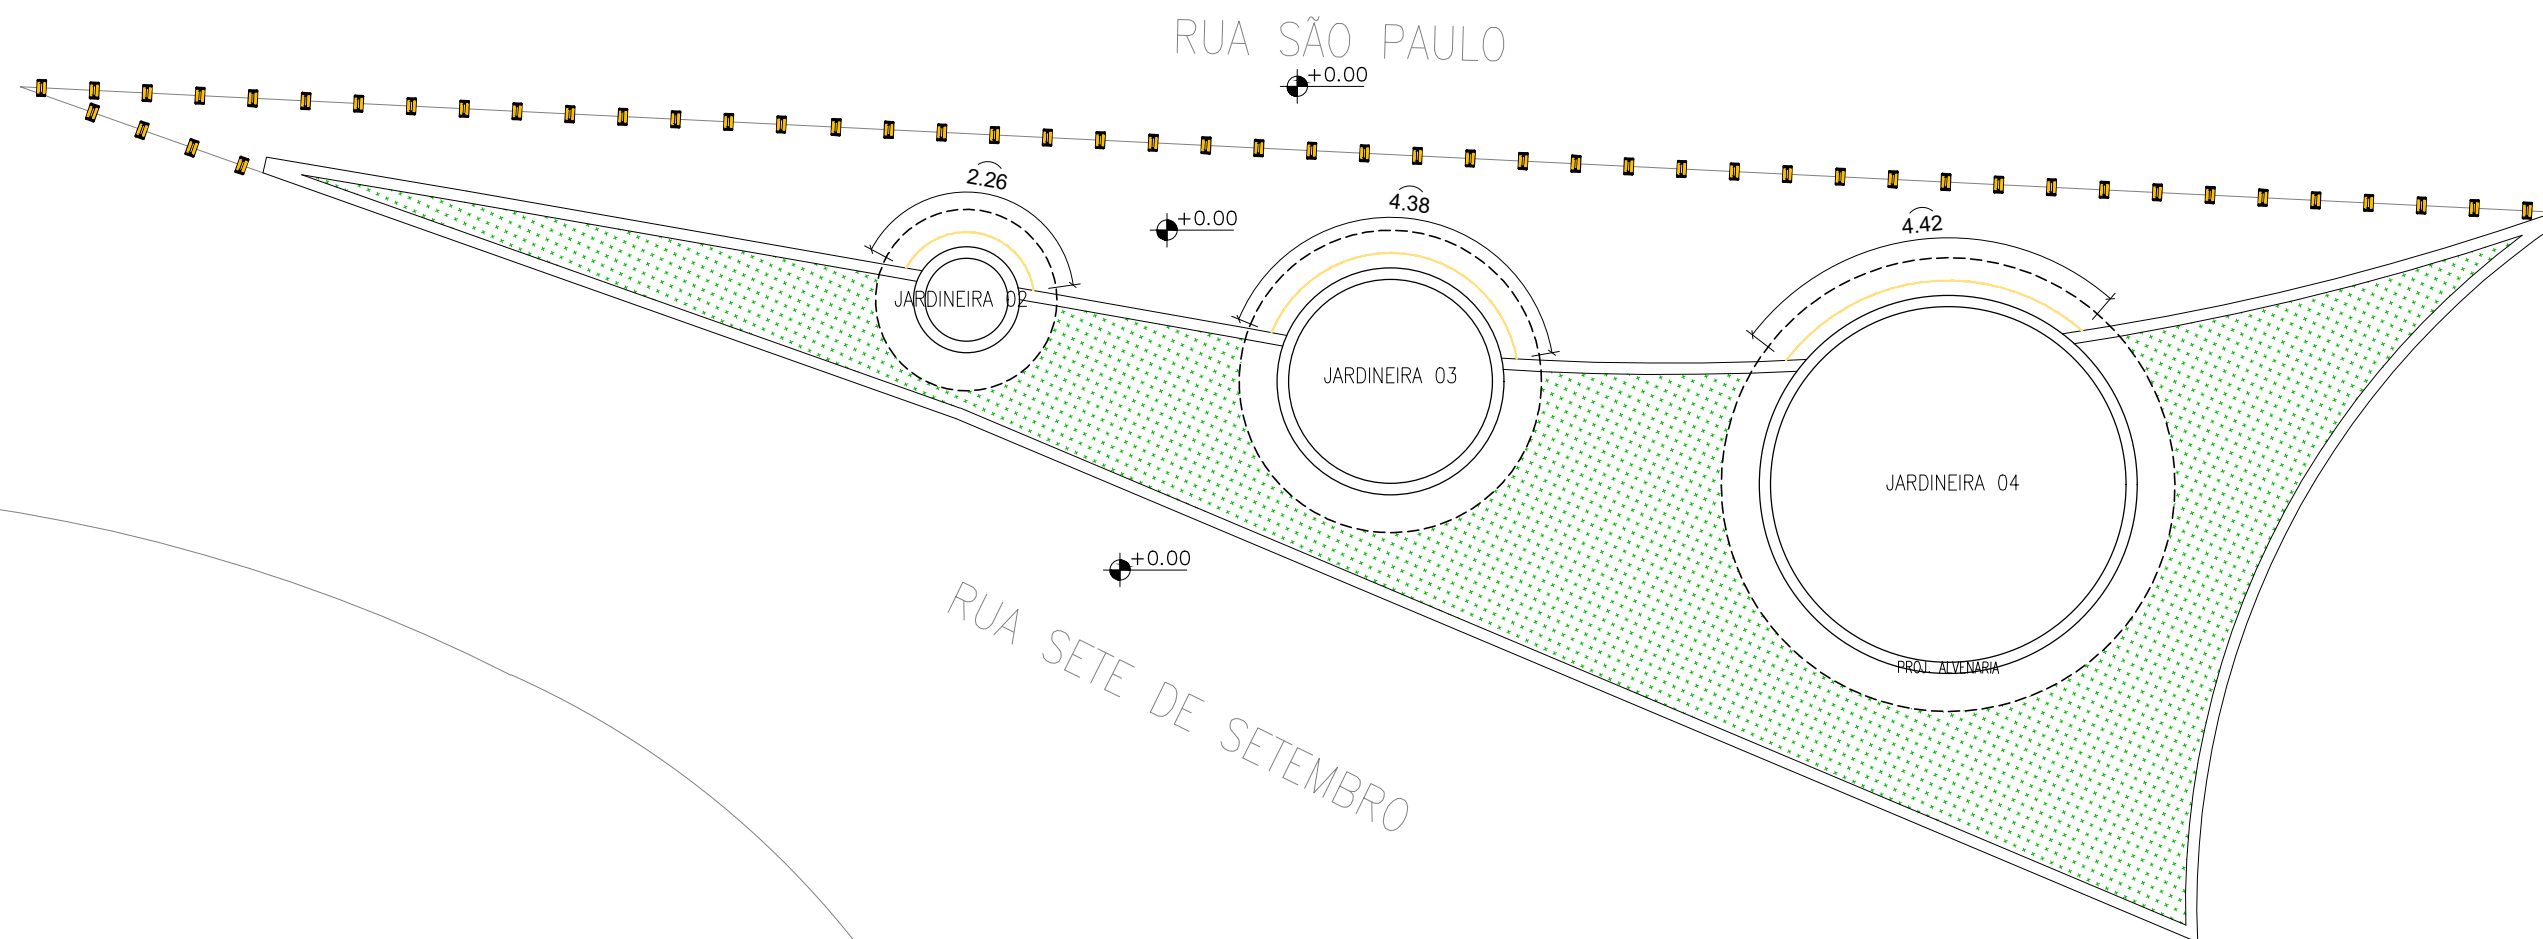 RUA SÃO PAULO
+0.00
2.26
4.38
+0.00
4.42
JARDINEIRA 02
JARDINEIRA 03
JARDINEIRA 04
+0.00
RUA SETE DE SETEMBRO
PROJ. ALVENARIA